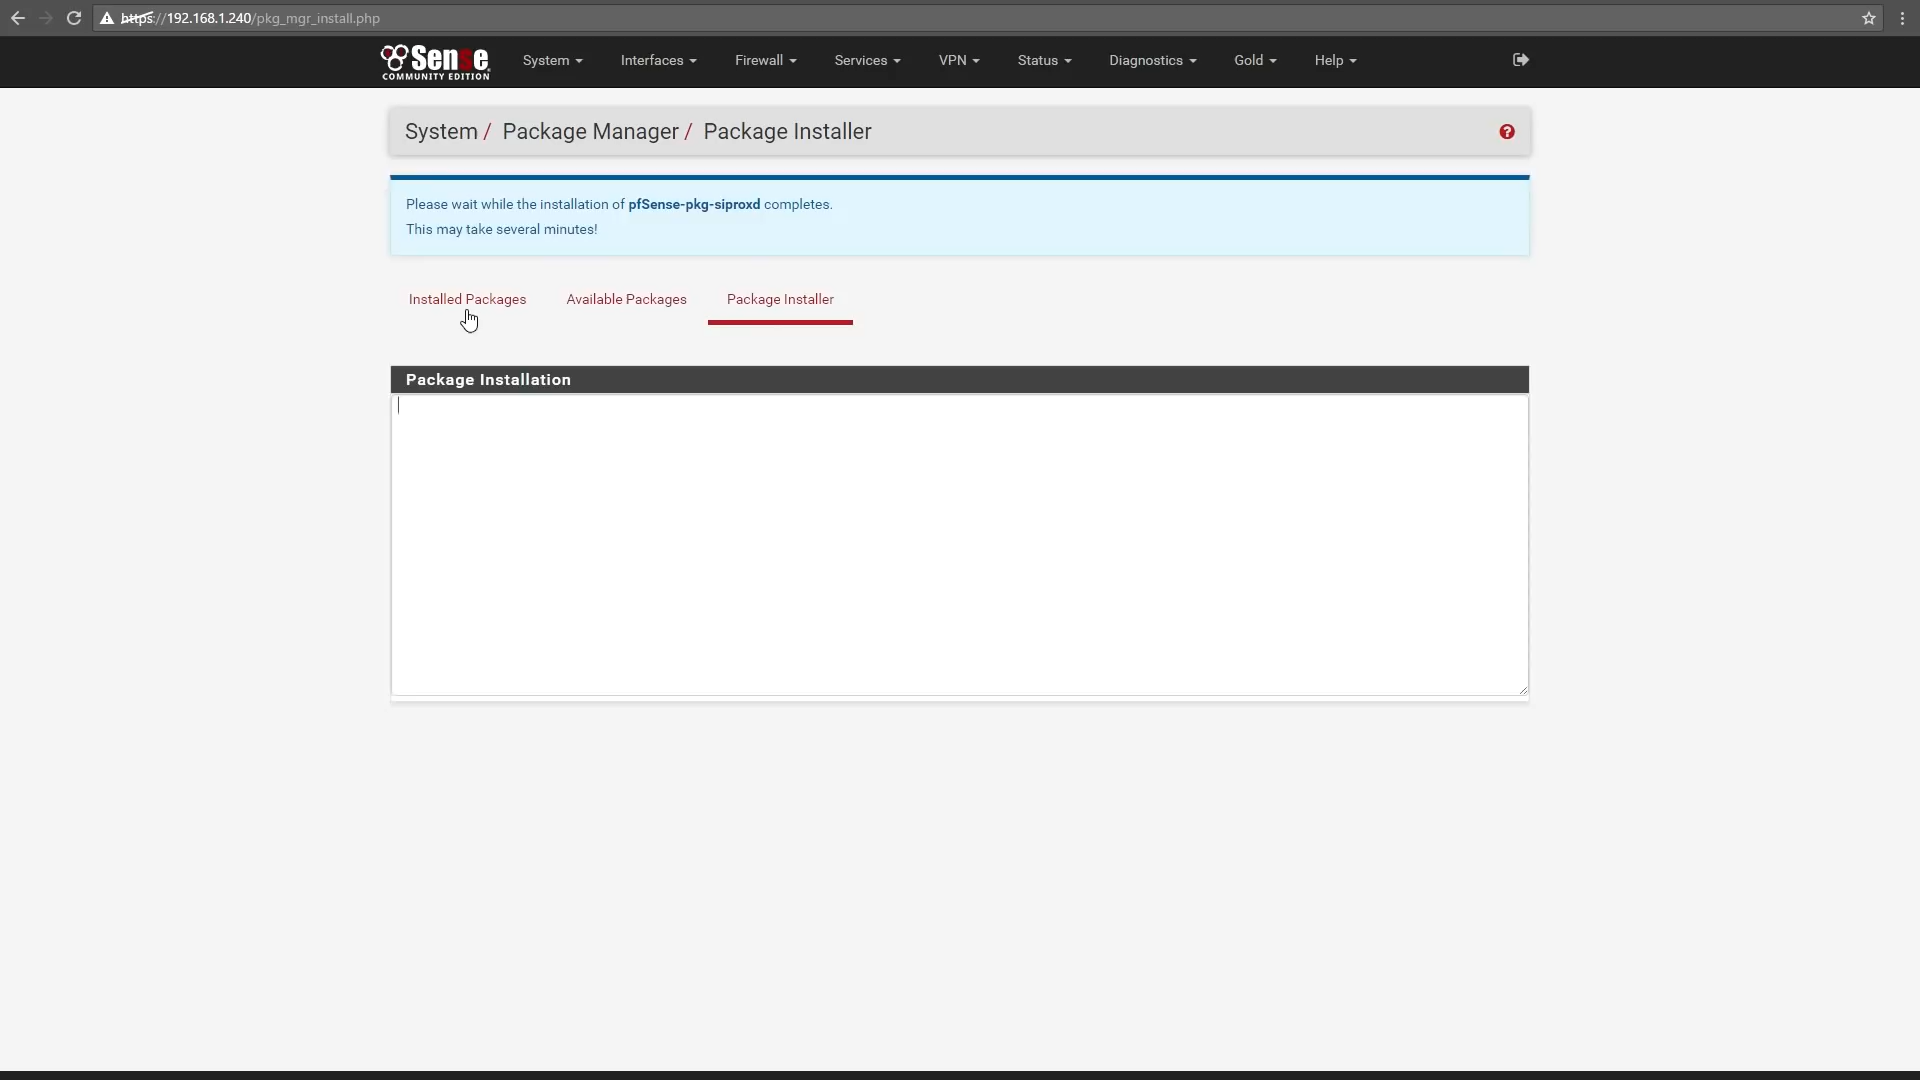 https://192.168.1.240/pkg_mgr_install.php
Sense
COMMUNITY EDITION
System
Interfaces
Firewall
Services
VPN
Status
Diagnostics
Gold
Help
System / Package Manager / Package Installer
?
Please wait while the installation of pfSense-pkg-siproxd completes.
This may take several minutes!
Installed Packages
Available Packages
Package Installer
Package Installation